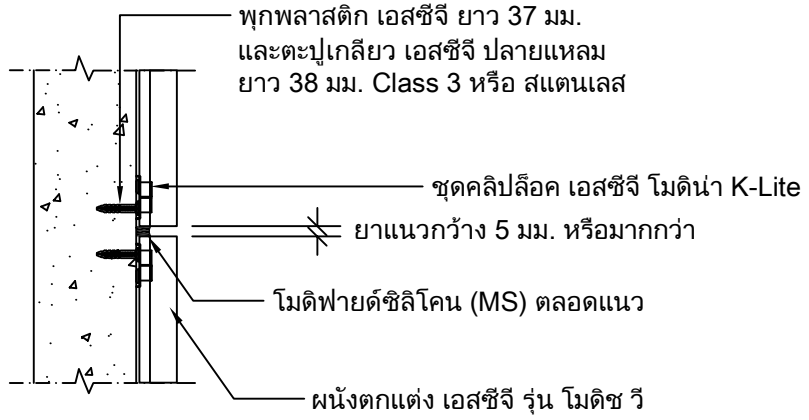 พุกพลาสติก เอสซีจี ยาว 37 มม.
และตะปูเกลียว เอสซีจี ปลายแหลม
ยาว 38 มม. Class 3 หรือ สแตนเลส
ชุดคลิปล็อค เอสซีจี โมดิน่า K-Lite
ยาแนวกว้าง 5 มม. หรือมากกว่า
โมดิฟายด์ซิลิโคน (MS) ตลอดแนว
ผนังตกแต่ง เอสซีจี รุ่น โมดิช วี